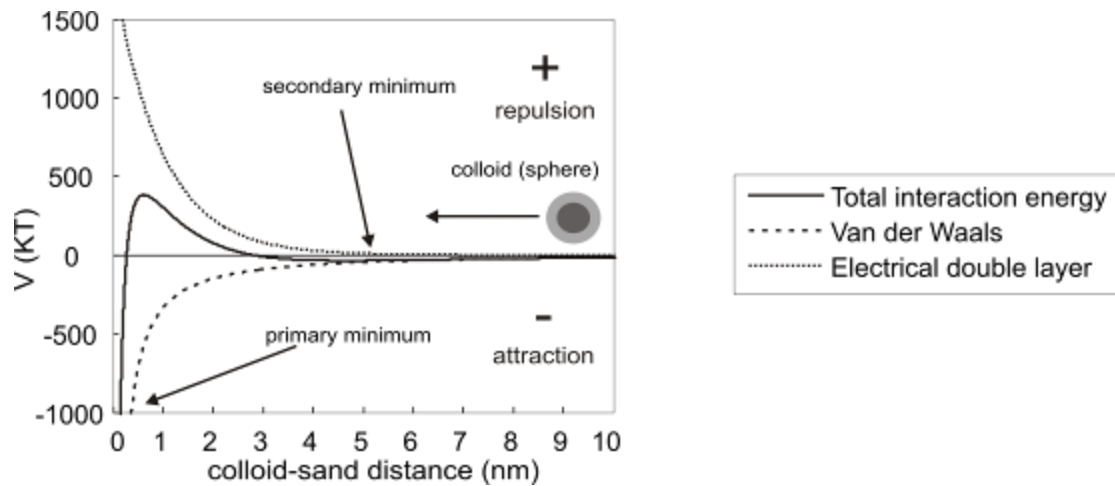 1500
1000
500
0
-500
-1000
V (KT)
secondary minimum
+
repulsion
colloid (sphere)
primary minimum
-
attraction
0 1 2 3 4 5 6 7 8 9 10
colloid-sand distance (nm)
Total interaction energy
Van der Waals
Electrical double layer